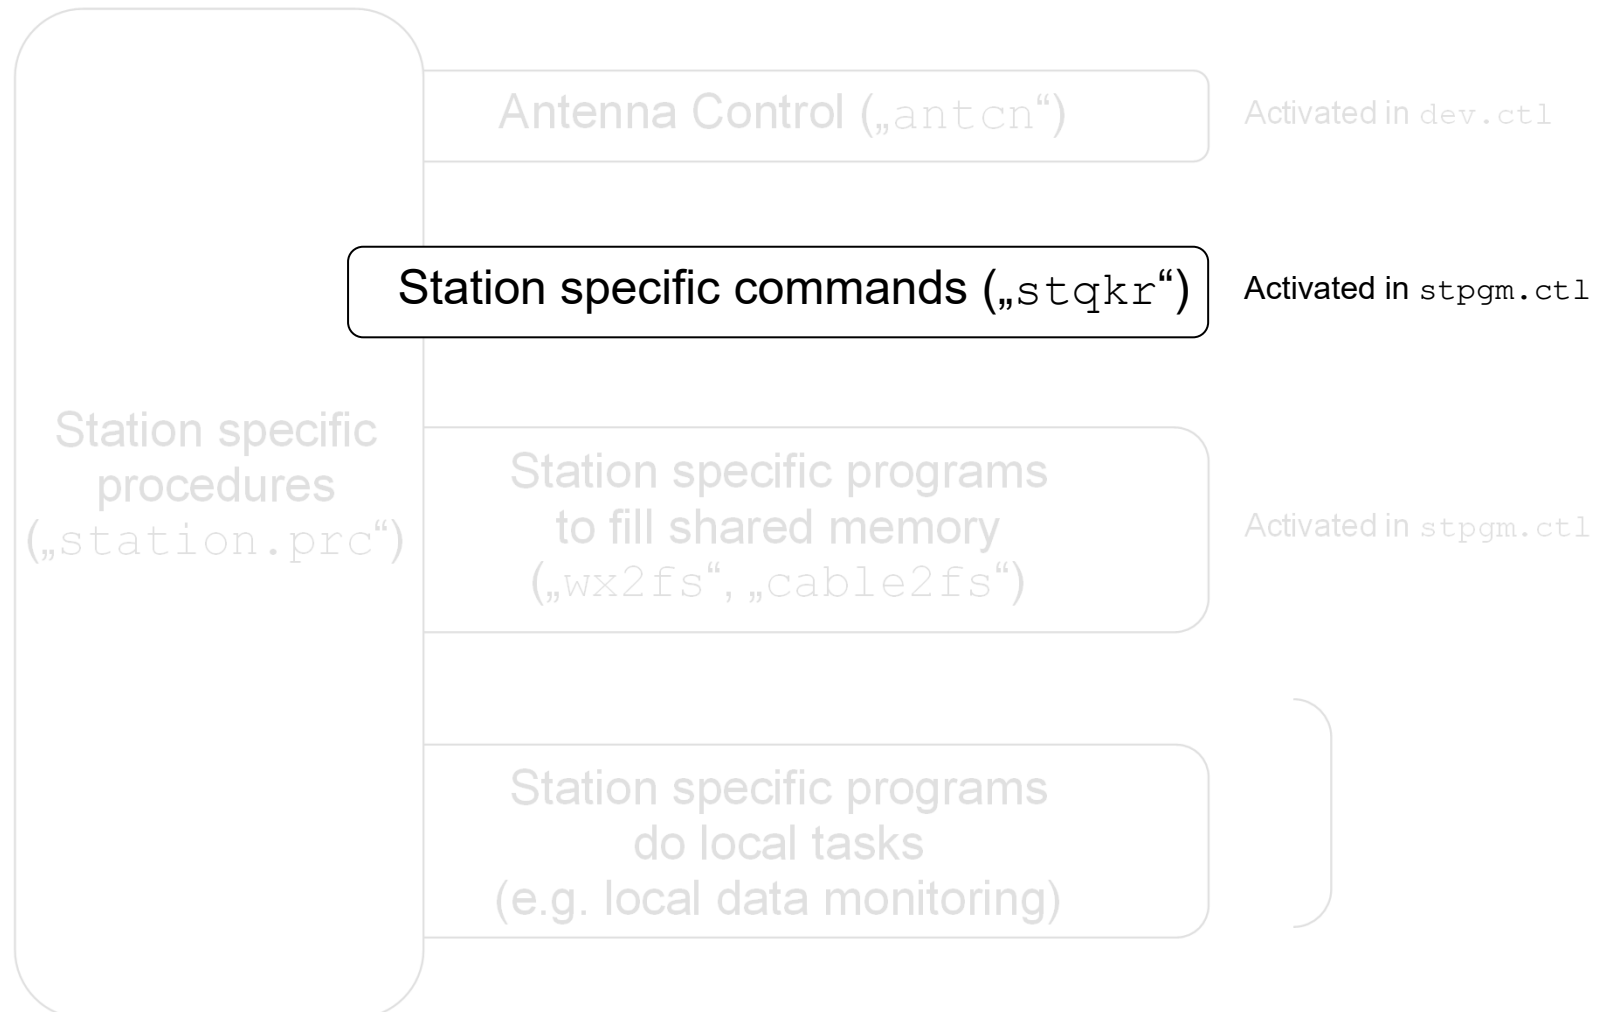 Antenna Control („antcn“)
Activated in dev.ctl
Station specific commands („stqkr“)
Activated in stpgm.ctl
Station specific
procedures
(„station.prc“)
Station specific programs
to fill shared memory
(„wx2fs“, „cable2fs“)
Activated in stpgm.ctl
Station specific programs
do local tasks
(e.g. local data monitoring)